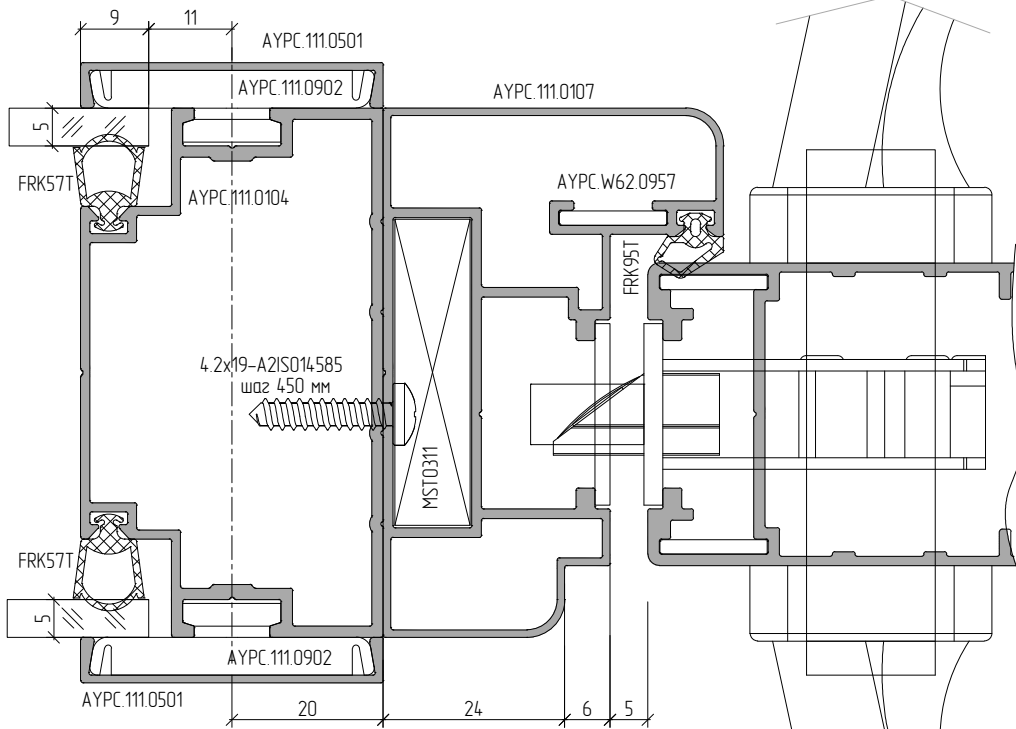 9
11
AYPC.111.0501
AYPC.111.0902
AYPC.111.0107
5
FRK57T
AYPC.111.0104
AYPC.W62.0957
FRK95T
4.2x19-A2ISO14585
шаг 450 мм
MST0311
FRK57T
5
AYPC.111.0902
AYPC.111.0501
20
24
6
5